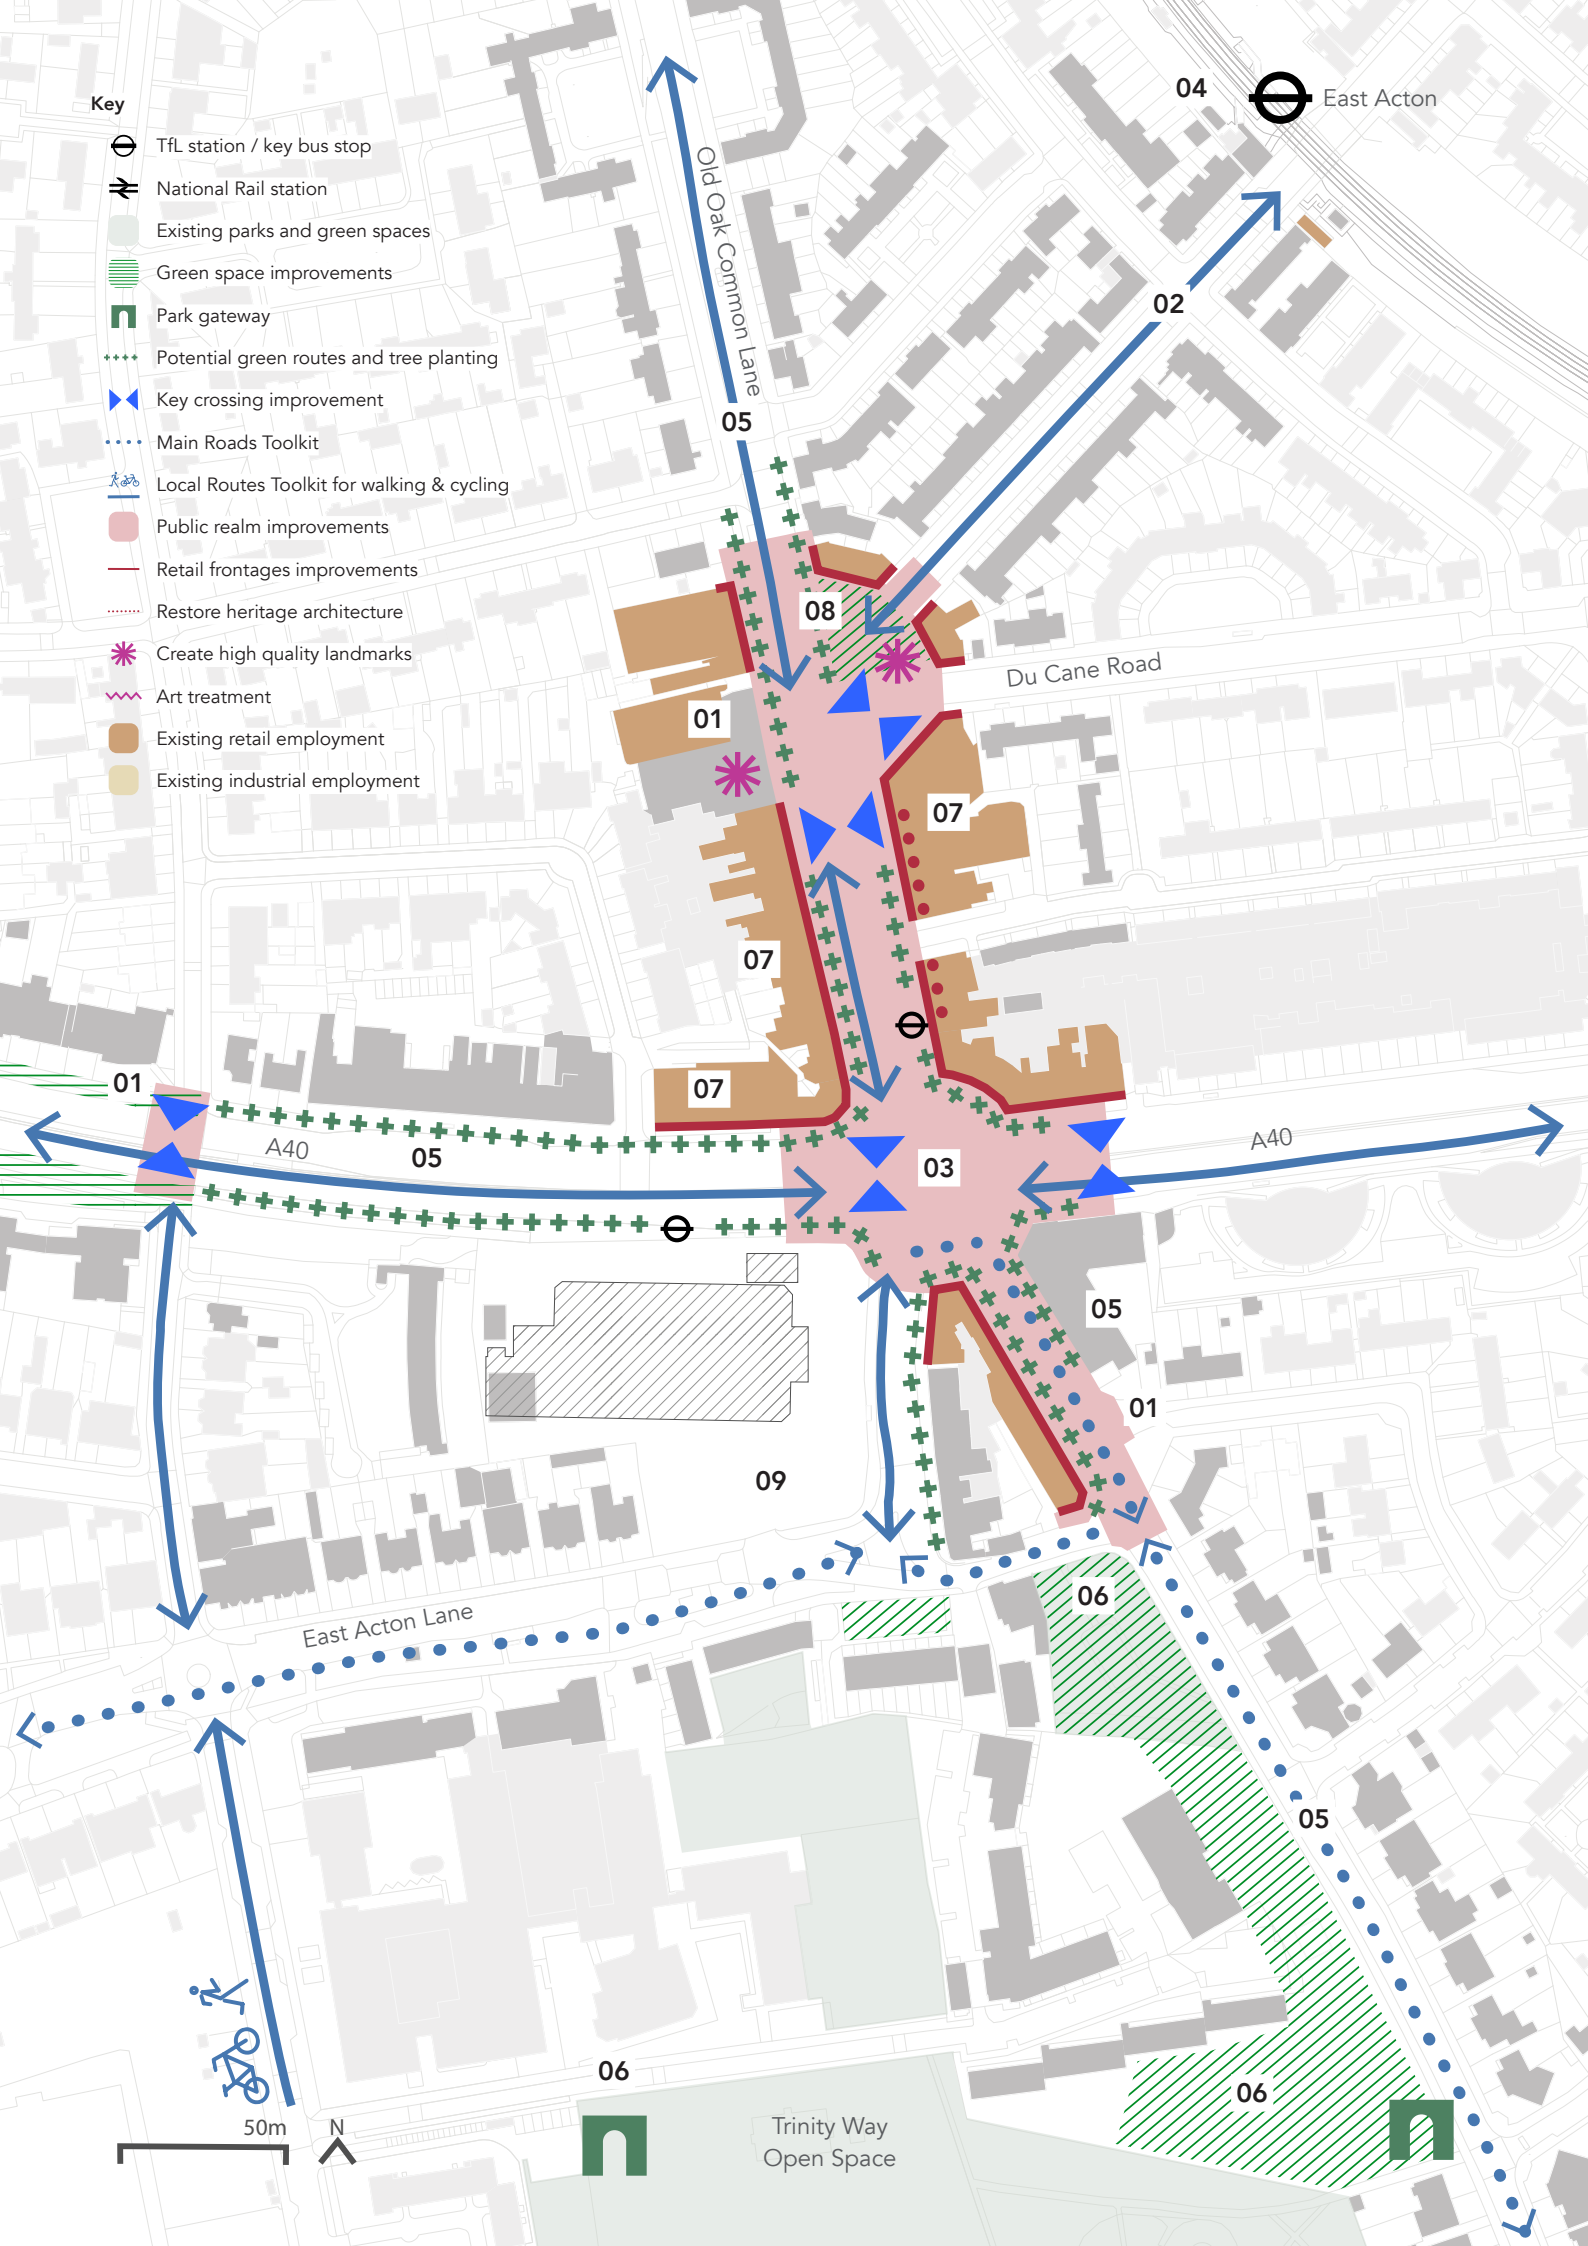 Key
TfL station / key bus stop
National Rail station
Existing parks and green spaces
Green space improvements
Park gateway
Potential green routes and tree planting
Key crossing improvement
Main Roads Toolkit
Local Routes Toolkit for walking & cycling
Public realm improvements
Retail frontages improvements
Restore heritage architecture
Create high quality landmarks
Art treatment
Existing retail employment
Existing industrial employment
04
East Acton
Old Oak Common Lane
02
05
08
Du Cane Road
01
07
07
01
07
A40
05
03
A40
05
01
09
06
East Acton Lane
05
06
06
50m
N
Trinity Way
Open Space